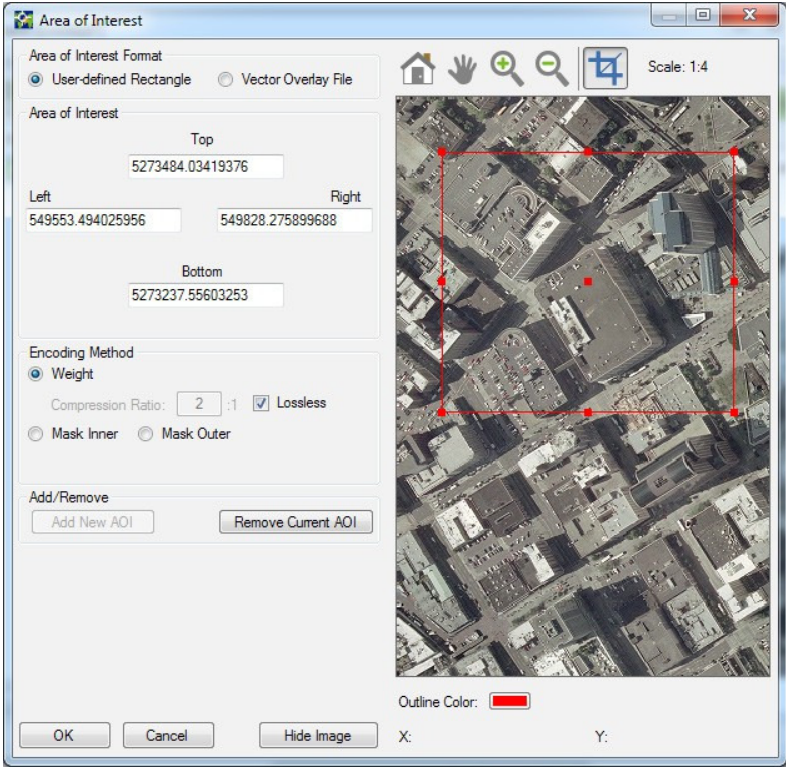 Area of Interest
Area of Interest Format
User-defined Rectangle Vector Overlay File
Scale: 1:4
Area of Interest
Top
5273484.03419376
Left Right
549553.494025956 549828.275899688
Bottom
5273237.55603253
Encoding Method
Weight
Compression Ratio: 2 :1 Lossless
Mask Inner Mask Outer
Add/Remove
Add New AOI Remove Current AOI
Outline Color:
OK Cancel Hide Image X: Y: